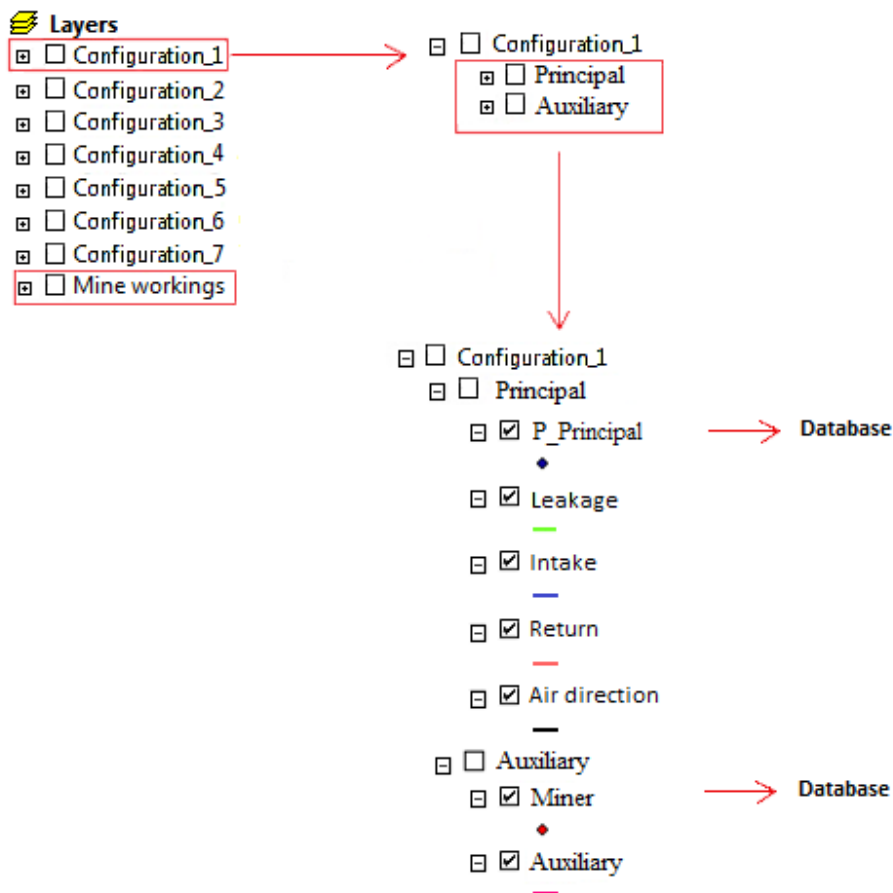 Layers
Configuration_1
Configuration_2
Configuration_3
Configuration_4
Configuration_5
Configuration_6
Configuration_7
Mine workings
Configuration_1
Principal
Auxiliary
Configuration_1
Principal
P_Principal
Database
Leakage
Intake
Return
Air direction
Auxiliary
Miner
Database
Auxiliary